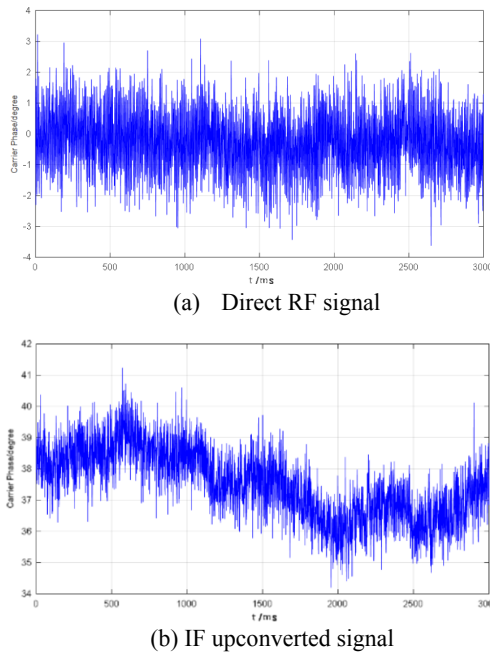 4
3
2
1
0
-1
-2
-3
-4
Carrier Phase/degree
0 500 1000 1500 2000 2500 3000
t /ms
(a) Direct RF signal
42
41
40
39
38
37
36
35
34
Carrier Phase/degree
0 500 1000 1500 2000 2500 3000
t /ms
(b) IF upconverted signal